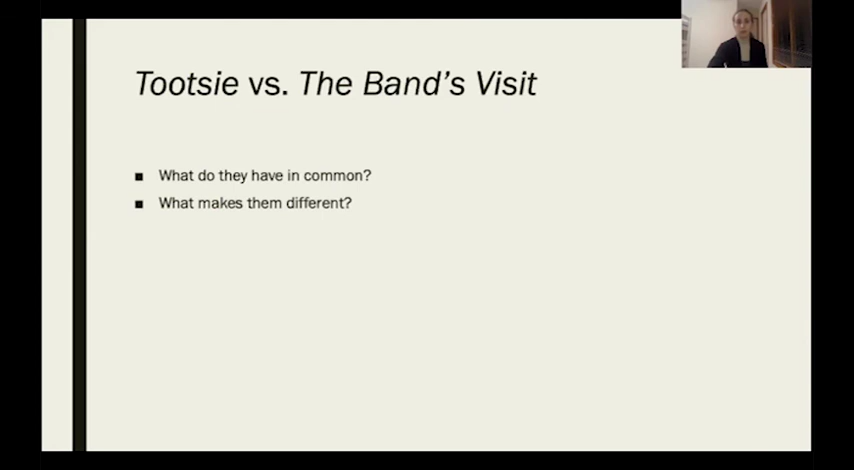 Tootsie vs. The Band's Visit
What do they have in common?
What makes them different?